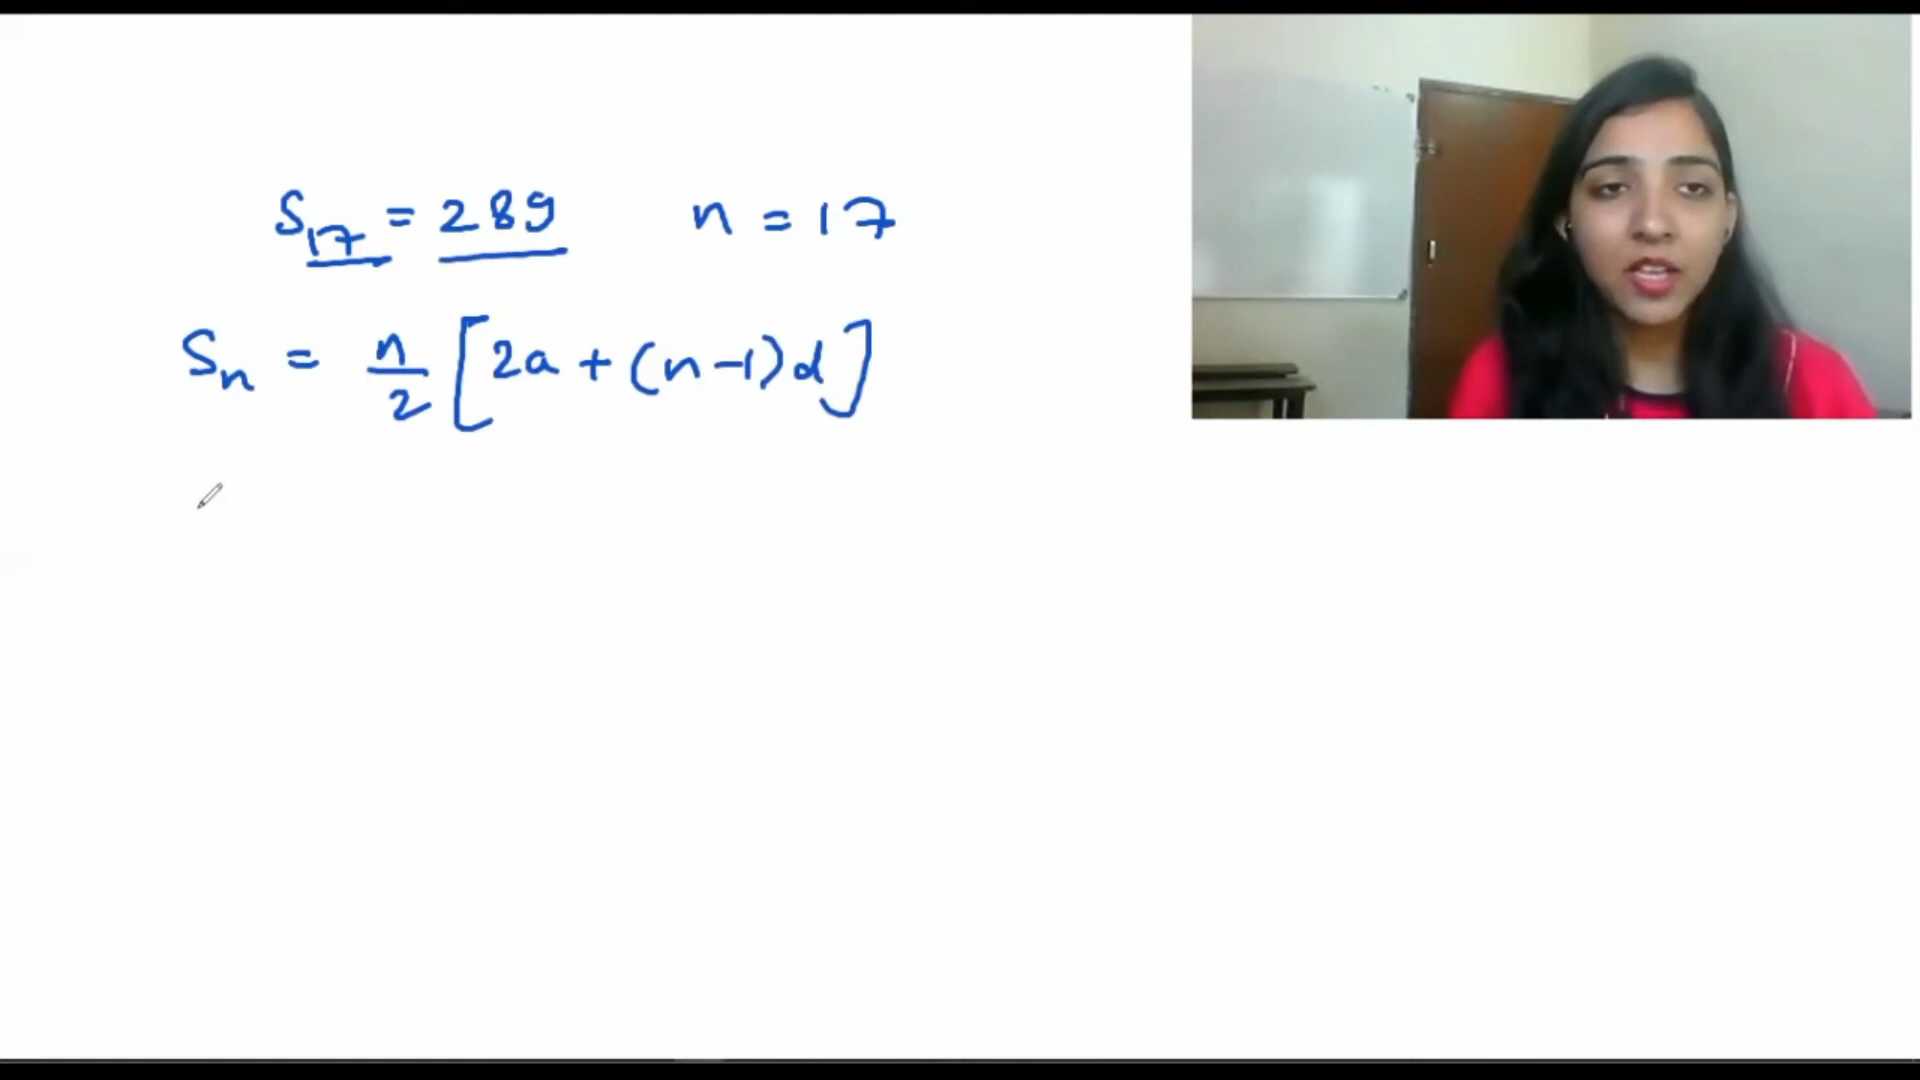 S₁₇ = 289 n = 17
Sₙ = n/2 [2a + (n-1)d]